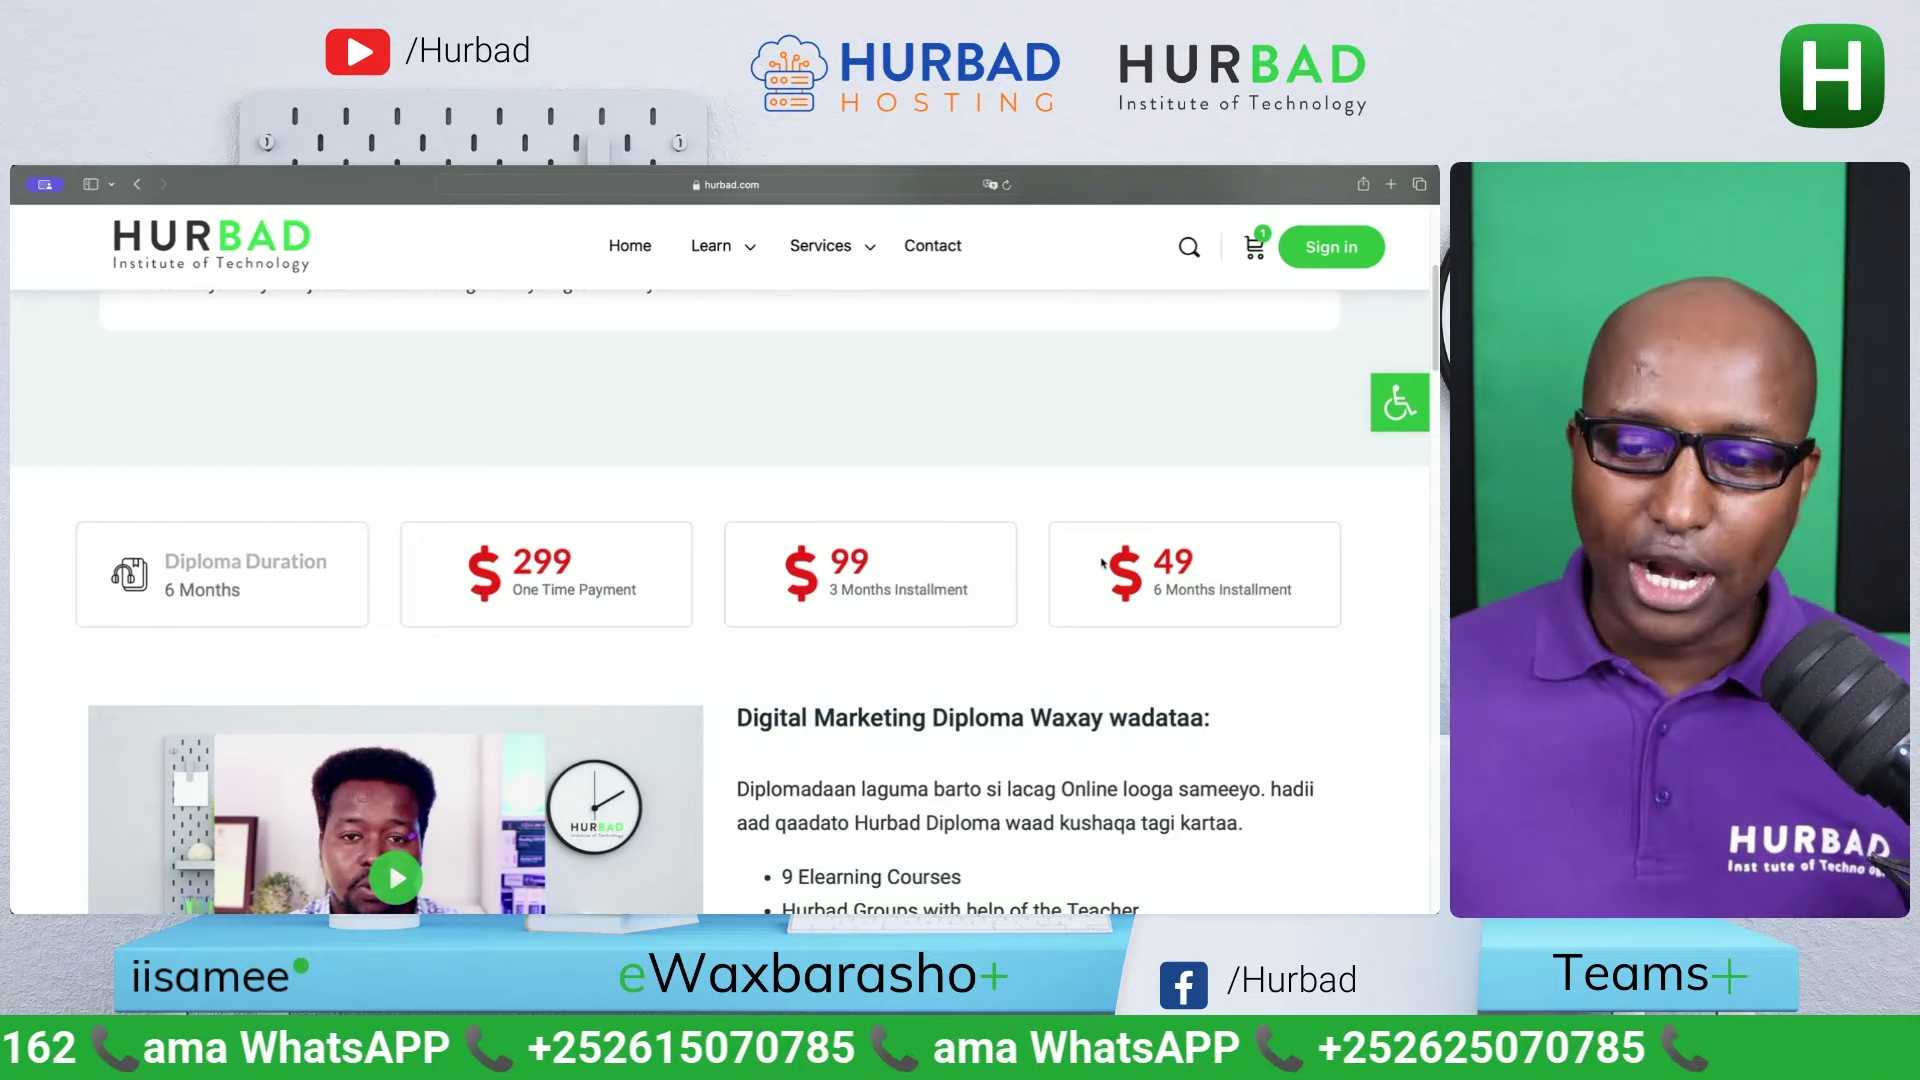 /Hurbad
HURBAD
HOSTING
HURBAD
Institute of Technology
H
hurbad.com
HURBAD
Institute of Technology
Home
Learn
Services
Contact
1
Sign in
Diploma Duration
6 Months
$ 299
One Time Payment
$ 99
3 Months Installment
$ 49
6 Months Installment
Digital Marketing Diploma Waxay wadataa:
Diplomadaan laguma barto si lacag Online looga sameeyo. hadii
aad qaadato Hurbad Diploma waad kushaqa tagi kartaa.
• 9 Elearning Courses
• Hurbad Groups with help of the Teacher
HURBAD
HURBAD
iisamee
eWaxbarasho+
/Hurbad
Teams+
162 📞ama WhatsAPP 📞 +252615070785 📞 ama WhatsAPP 📞 +252625070785 📞